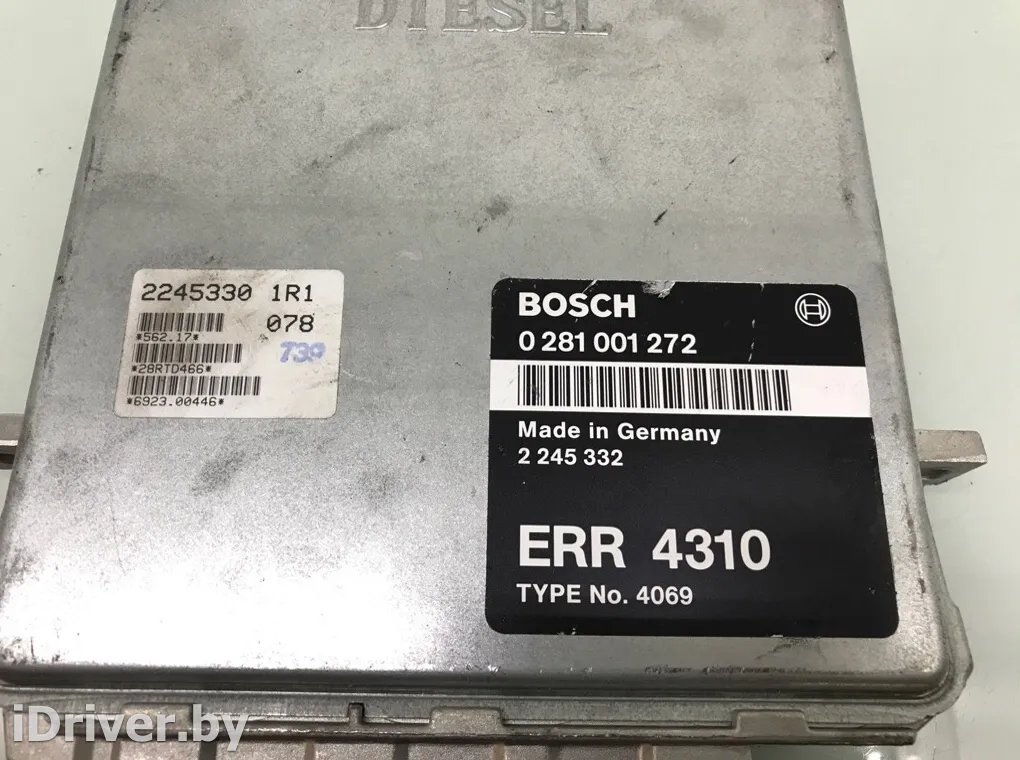 DIESEL
2245330 1R1
078
*562.17*
739
*28RTD466*
*6923.00446*
BOSCH
0 281 001 272
Made in Germany
2 245 332
ERR 4310
TYPE No. 4069
iDriver.by